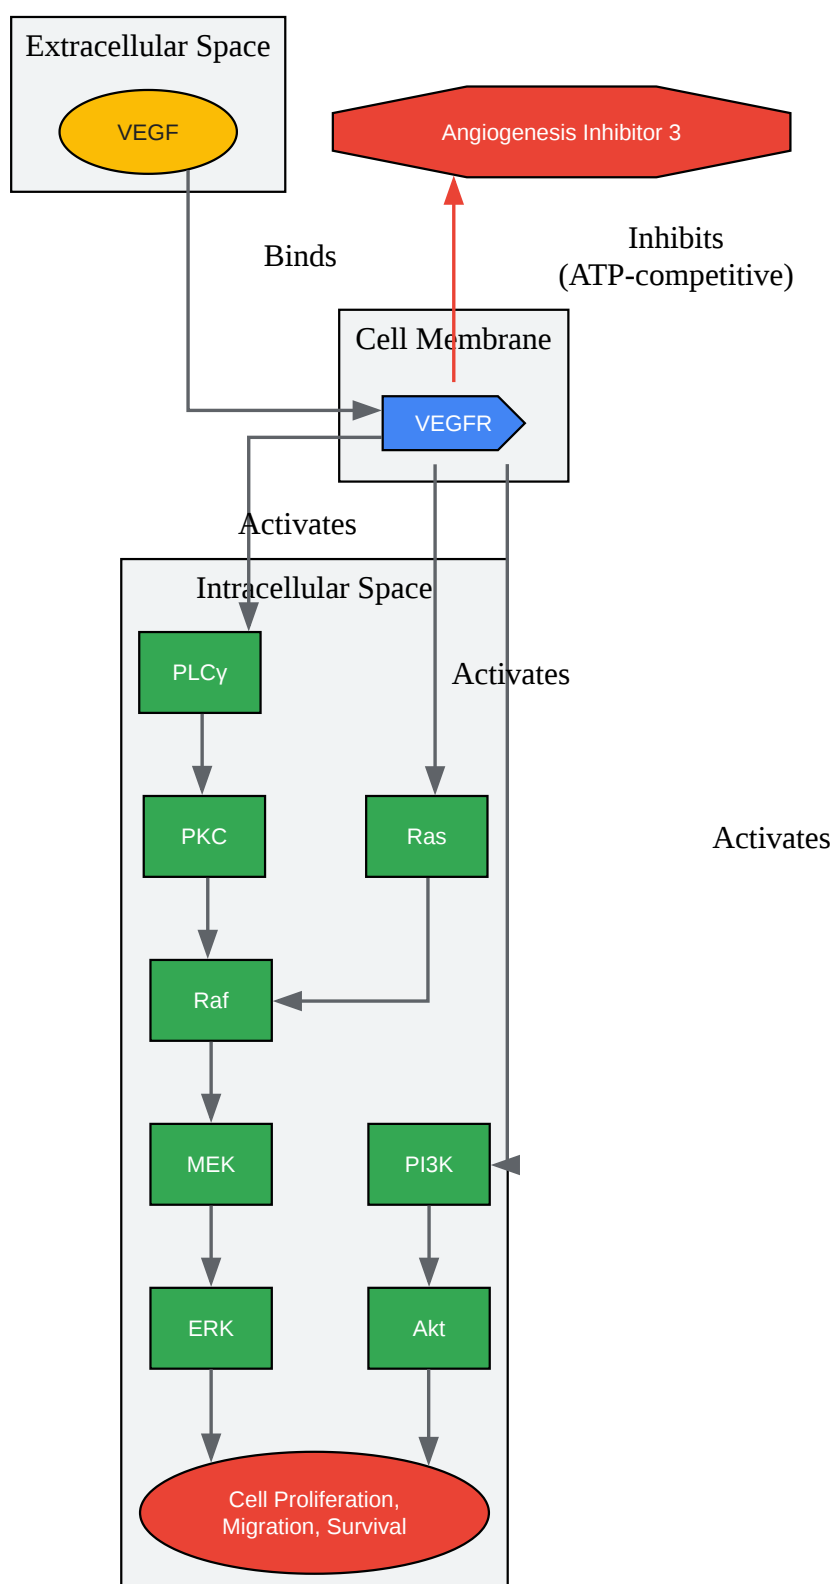 Extracellular Space
VEGF
Angiogenesis Inhibitor 3
Binds
Inhibits
(ATP-competitive)
Cell Membrane
VEGFR
Activates
Intracellular Space
PLCγ
Activates
PKC
Ras
Activates
Raf
MEK
PI3K
ERK
Akt
Cell Proliferation,
Migration, Survival